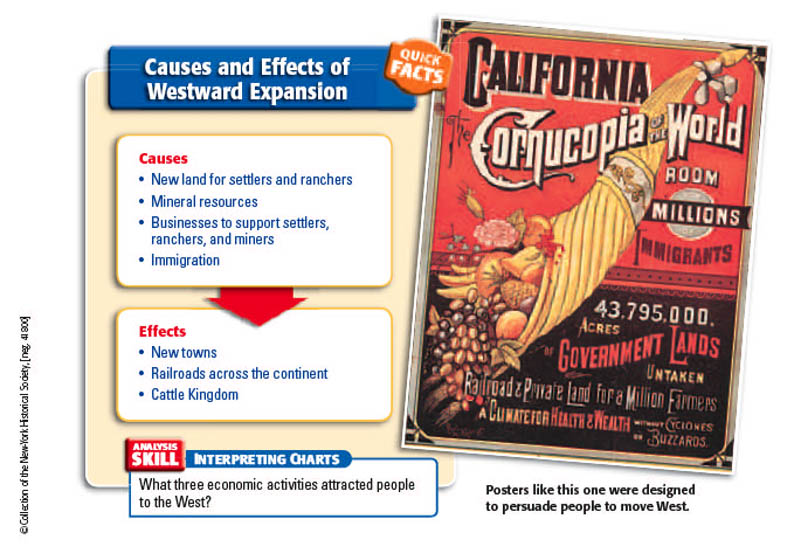 QUICK FACTS
Causes and Effects of
Westward Expansion
Causes
• New land for settlers and ranchers
• Mineral resources
• Businesses to support settlers,
ranchers, and miners
• Immigration
Effects
• New towns
• Railroads across the continent
• Cattle Kingdom
ANALYSIS
SKILL
INTERPRETING CHARTS
What three economic activities attracted people
to the West?
CALIFORNIA
The Cornucopia OF THE World
ROOM
MILLIONS
IMMIGRANTS
43.795.000.
ACRES
OF GOVERNMENT LANDS
UNTAKEN
Railroad & Private Land for a Million Farmers
A CLIMATE FOR HEALTH & WEALTH WITHOUT CYCLONES
OR BLIZZARDS.
Posters like this one were designed
to persuade people to move West.
© Collection of the New-York Historical Society, [neg. 41800]